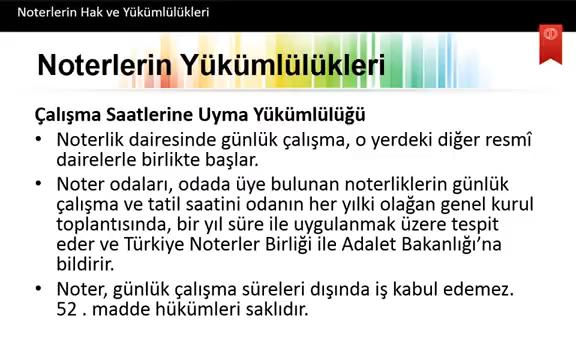 Noterlerin Hak ve Yükümlülükleri
Noterlerin Yükümlülükleri
Çalışma Saatlerine Uyma Yükümlülüğü
• Noterlik dairesinde günlük çalışma, o yerdeki diğer resmî
dairelerle birlikte başlar.
• Noter odaları, odada üye bulunan noterliklerin günlük
çalışma ve tatil saatini odanın her yılki olağan genel kurul
toplantısında, bir yıl süre ile uygulanmak üzere tespit
eder ve Türkiye Noterler Birliği ile Adalet Bakanlığı’na
bildirir.
• Noter, günlük çalışma süreleri dışında iş kabul edemez.
52 . madde hükümleri saklıdır.